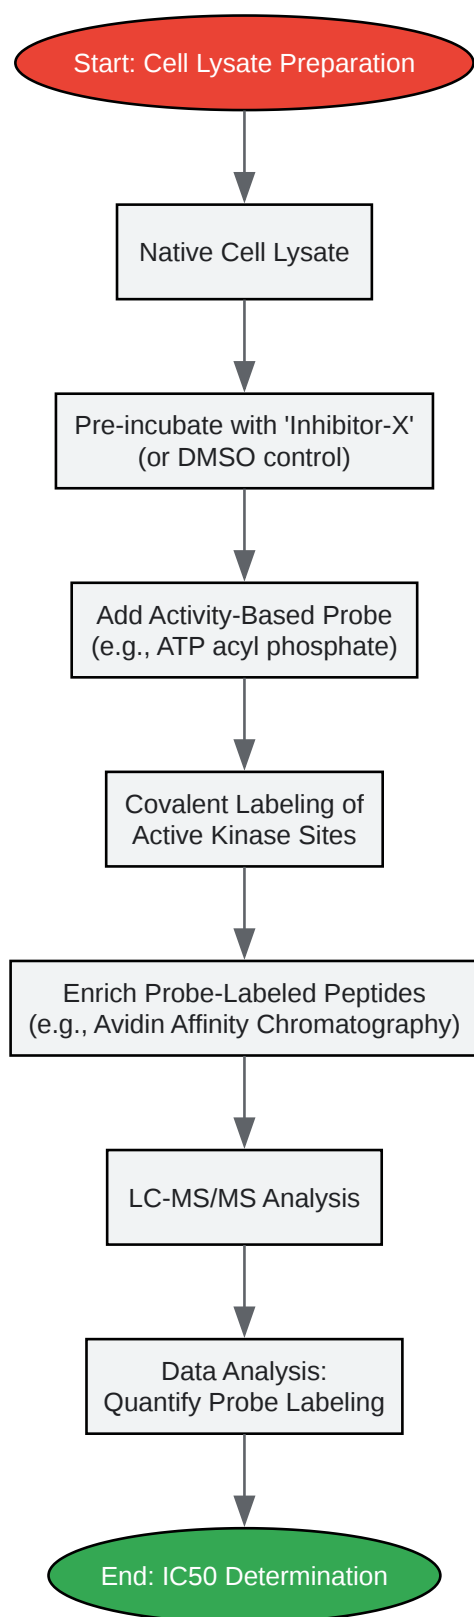 Start: Cell Lysate Preparation
Native Cell Lysate
Pre-incubate with 'Inhibitor-X'
(or DMSO control)
Add Activity-Based Probe
(e.g., ATP acyl phosphate)
Covalent Labeling of
Active Kinase Sites
Enrich Probe-Labeled Peptides
(e.g., Avidin Affinity Chromatography)
LC-MS/MS Analysis
Data Analysis:
Quantify Probe Labeling
End: IC50 Determination